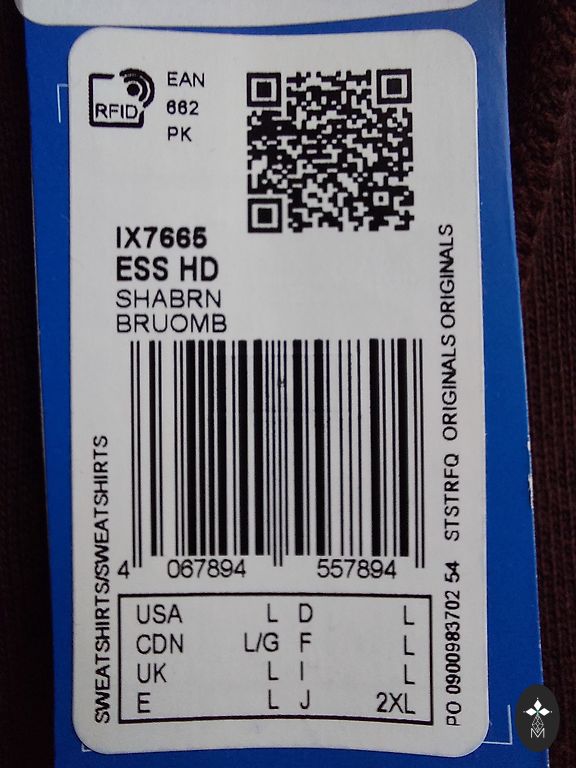 RFID
EAN
662
PK
IX7665
ESS HD
SHABRN
BRUOMB
SWEATSHIRTS/SWEATSHIRTS
PO 0900983702 54 STSTRFQ ORIGINALS ORIGINALS
4 067894 557894
USA L D L
CDN L/G F L
UK L I L
E L J 2XL
M